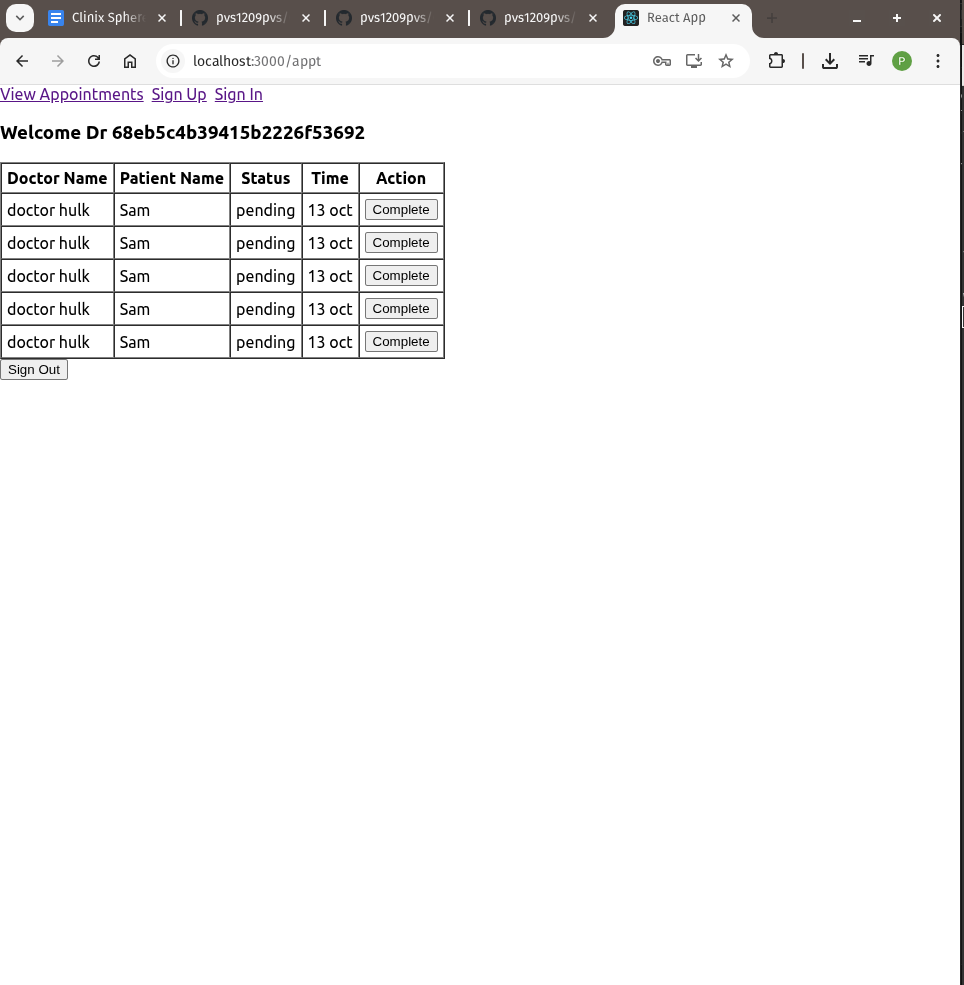 Clinix Spher
pvs1209pvs/
pvs1209pvs/
pvs1209pvs/
React App
localhost:3000/appt
P
View Appointments Sign Up Sign In
Welcome Dr 68eb5c4b39415b2226f53692
Doctor Name Patient Name Status Time Action
doctor hulk Sam pending 13 oct Complete
doctor hulk Sam pending 13 oct Complete
doctor hulk Sam pending 13 oct Complete
doctor hulk Sam pending 13 oct Complete
doctor hulk Sam pending 13 oct Complete
Sign Out